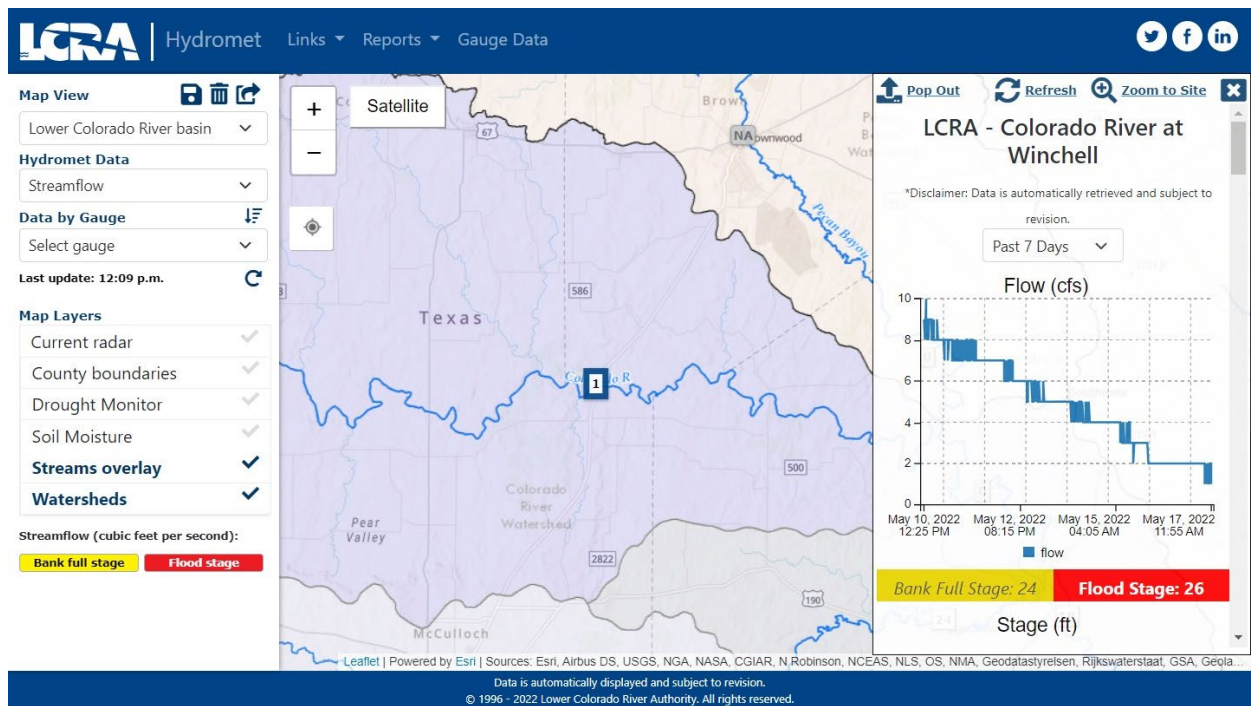 LCRA Hydromet Links Reports Gauge Data
Map View
Lower Colorado River basin
Hydromet Data
Streamflow
Data by Gauge
Select gauge
Last update: 12:09 p.m.
Map Layers
Current radar
County boundaries
Drought Monitor
Soil Moisture
Streams overlay
Watersheds
Streamflow (cubic feet per second):
Bank full stage Flood stage
+
−
Satellite
67
Brow
NA
ownwood
Pecan Bayou
586
Texas
Co
1
o R
500
Colorado
River
Watershed
Pear
Valley
2822
190
McCulloch
Leaflet | Powered by Esri | Sources: Esri, Airbus DS, USGS, NGA, NASA, CGIAR, N Robinson, NCEAS, NLS, OS, NMA, Geodatastyrelsen, Rijkswaterstaat, GSA, Geola...
Pop Out Refresh Zoom to Site
LCRA - Colorado River at
Winchell
*Disclaimer: Data is automatically retrieved and subject to
revision.
Past 7 Days
Flow (cfs)
10
8
6
4
2
0
May 10, 2022 May 12, 2022 May 15, 2022 May 17, 2022
12:25 PM 08:15 PM 04:05 AM 11:55 AM
flow
Bank Full Stage: 24 Flood Stage: 26
Stage (ft)
Data is automatically displayed and subject to revision.
© 1996 - 2022 Lower Colorado River Authority. All rights reserved.